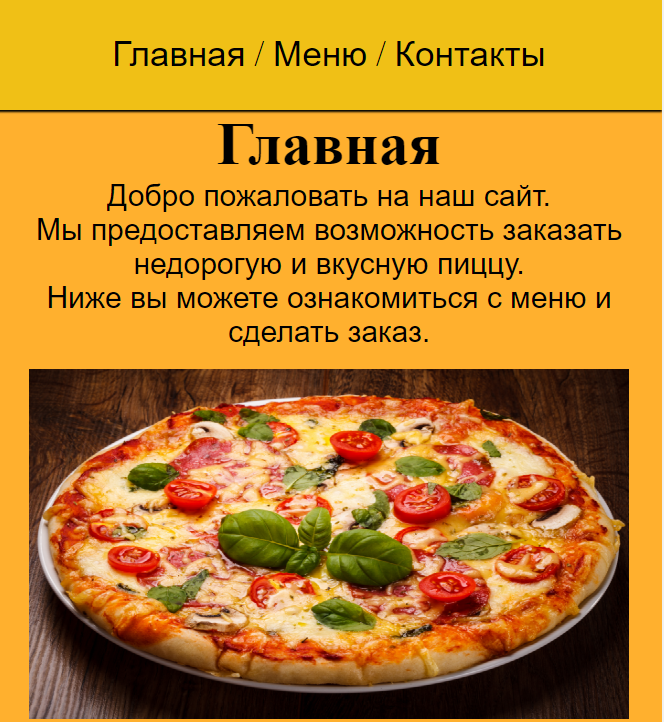 Главная / Меню / Контакты
Главная
Добро пожаловать на наш сайт.
Мы предоставляем возможность заказать
недорогую и вкусную пиццу.
Ниже вы можете ознакомиться с меню и
сделать заказ.